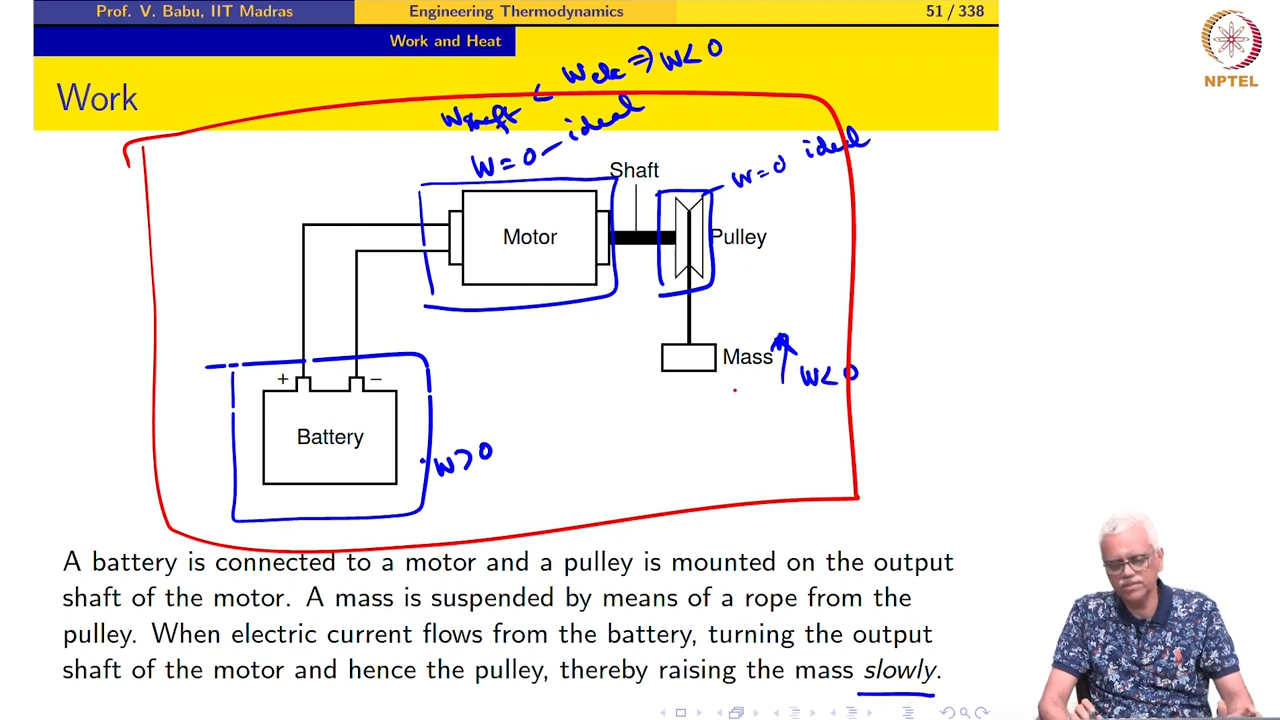 Prof. V. Babu, IIT Madras Engineering Thermodynamics 51 / 338
Work and Heat
NPTEL
Work
Wele ⇒ W< 0
Wshaft <
W = 0 - ideal
W=0 ideal
Shaft
Motor
Pulley
Mass
W< 0
+ −
Battery
W>0
A battery is connected to a motor and a pulley is mounted on the output
shaft of the motor. A mass is suspended by means of a rope from the
pulley. When electric current flows from the battery, turning the output
shaft of the motor and hence the pulley, thereby raising the mass slowly.